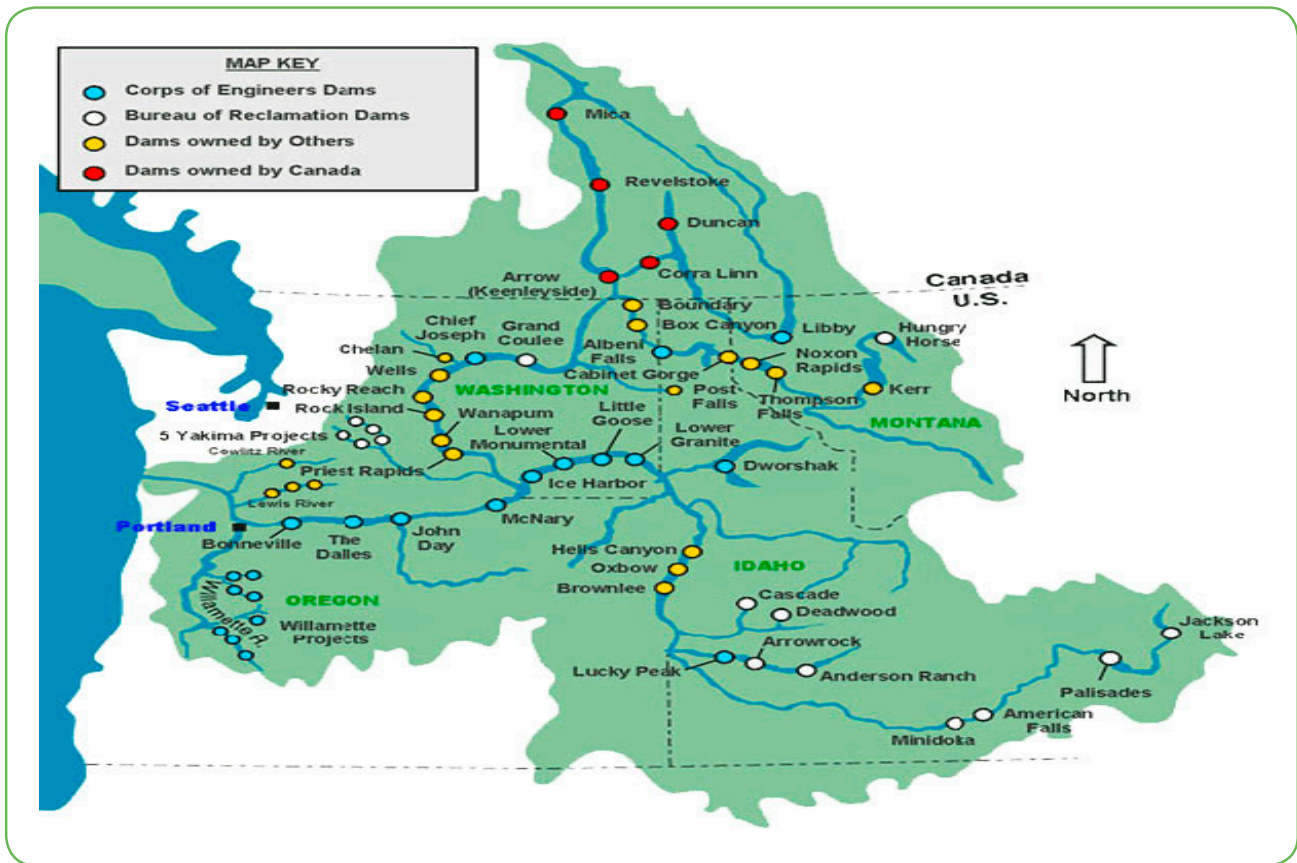 MAP KEY
Corps of Engineers Dams
Bureau of Reclamation Dams
Dams owned by Others
Dams owned by Canada
Mica
Revelstoke
Duncan
Corra Linn
Arrow
(Keenleyside)
Canada
U.S.
North
Boundary
Box Canyon
Libby
Hungry
Horse
Chief
Joseph
Grand
Coulee
Albeni
Falls
Chelan
Wells
Cabinet Gorge
Noxon
Rapids
Kerr
Rocky Reach
WASHINGTON
Post
Falls
Thompson
Falls
Seattle
Rock Island
Wanapum
Little
Goose
MONTANA
5 Yakima Projects
Lower
Monumental
Lower
Granite
Cowlitz River
Priest Rapids
Ice Harbor
Dworshak
Lewis River
McNary
Portland
Bonneville
The
Dalles
John
Day
Hells Canyon
Oxbow
Brownlee
IDAHO
Cascade
Deadwood
OREGON
Willamette R.
Willamette
Projects
Arrowrock
Lucky Peak
Anderson Ranch
Jackson
Lake
Palisades
American
Falls
Minidoka